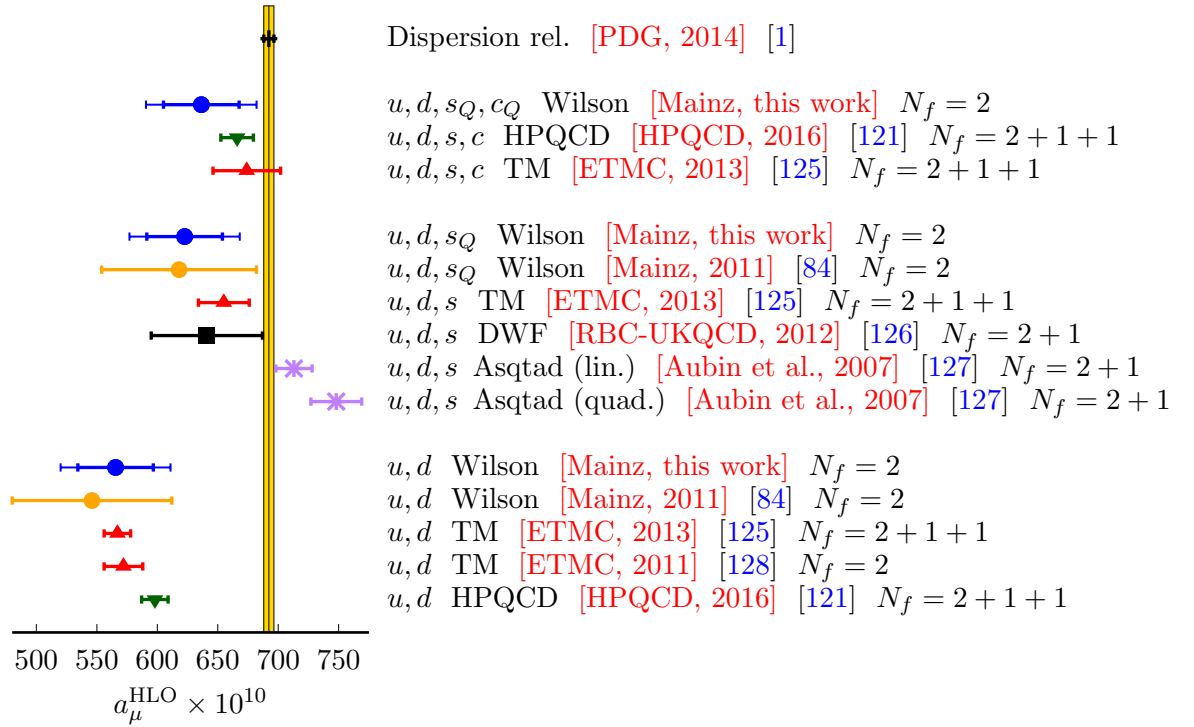 Dispersion rel. [PDG, 2014] [1]
u, d, s_Q, c_Q Wilson [Mainz, this work] N_f = 2
u, d, s, c HPQCD [HPQCD, 2016] [121] N_f = 2 + 1 + 1
u, d, s, c TM [ETMC, 2013] [125] N_f = 2 + 1 + 1
u, d, s_Q Wilson [Mainz, this work] N_f = 2
u, d, s_Q Wilson [Mainz, 2011] [84] N_f = 2
u, d, s TM [ETMC, 2013] [125] N_f = 2 + 1 + 1
u, d, s DWF [RBC-UKQCD, 2012] [126] N_f = 2 + 1
u, d, s Asqtad (lin.) [Aubin et al., 2007] [127] N_f = 2 + 1
u, d, s Asqtad (quad.) [Aubin et al., 2007] [127] N_f = 2 + 1
u, d Wilson [Mainz, this work] N_f = 2
u, d Wilson [Mainz, 2011] [84] N_f = 2
u, d TM [ETMC, 2013] [125] N_f = 2 + 1 + 1
u, d TM [ETMC, 2011] [128] N_f = 2
u, d HPQCD [HPQCD, 2016] [121] N_f = 2 + 1 + 1
500 550 600 650 700 750
a_μ^HLO × 10^10